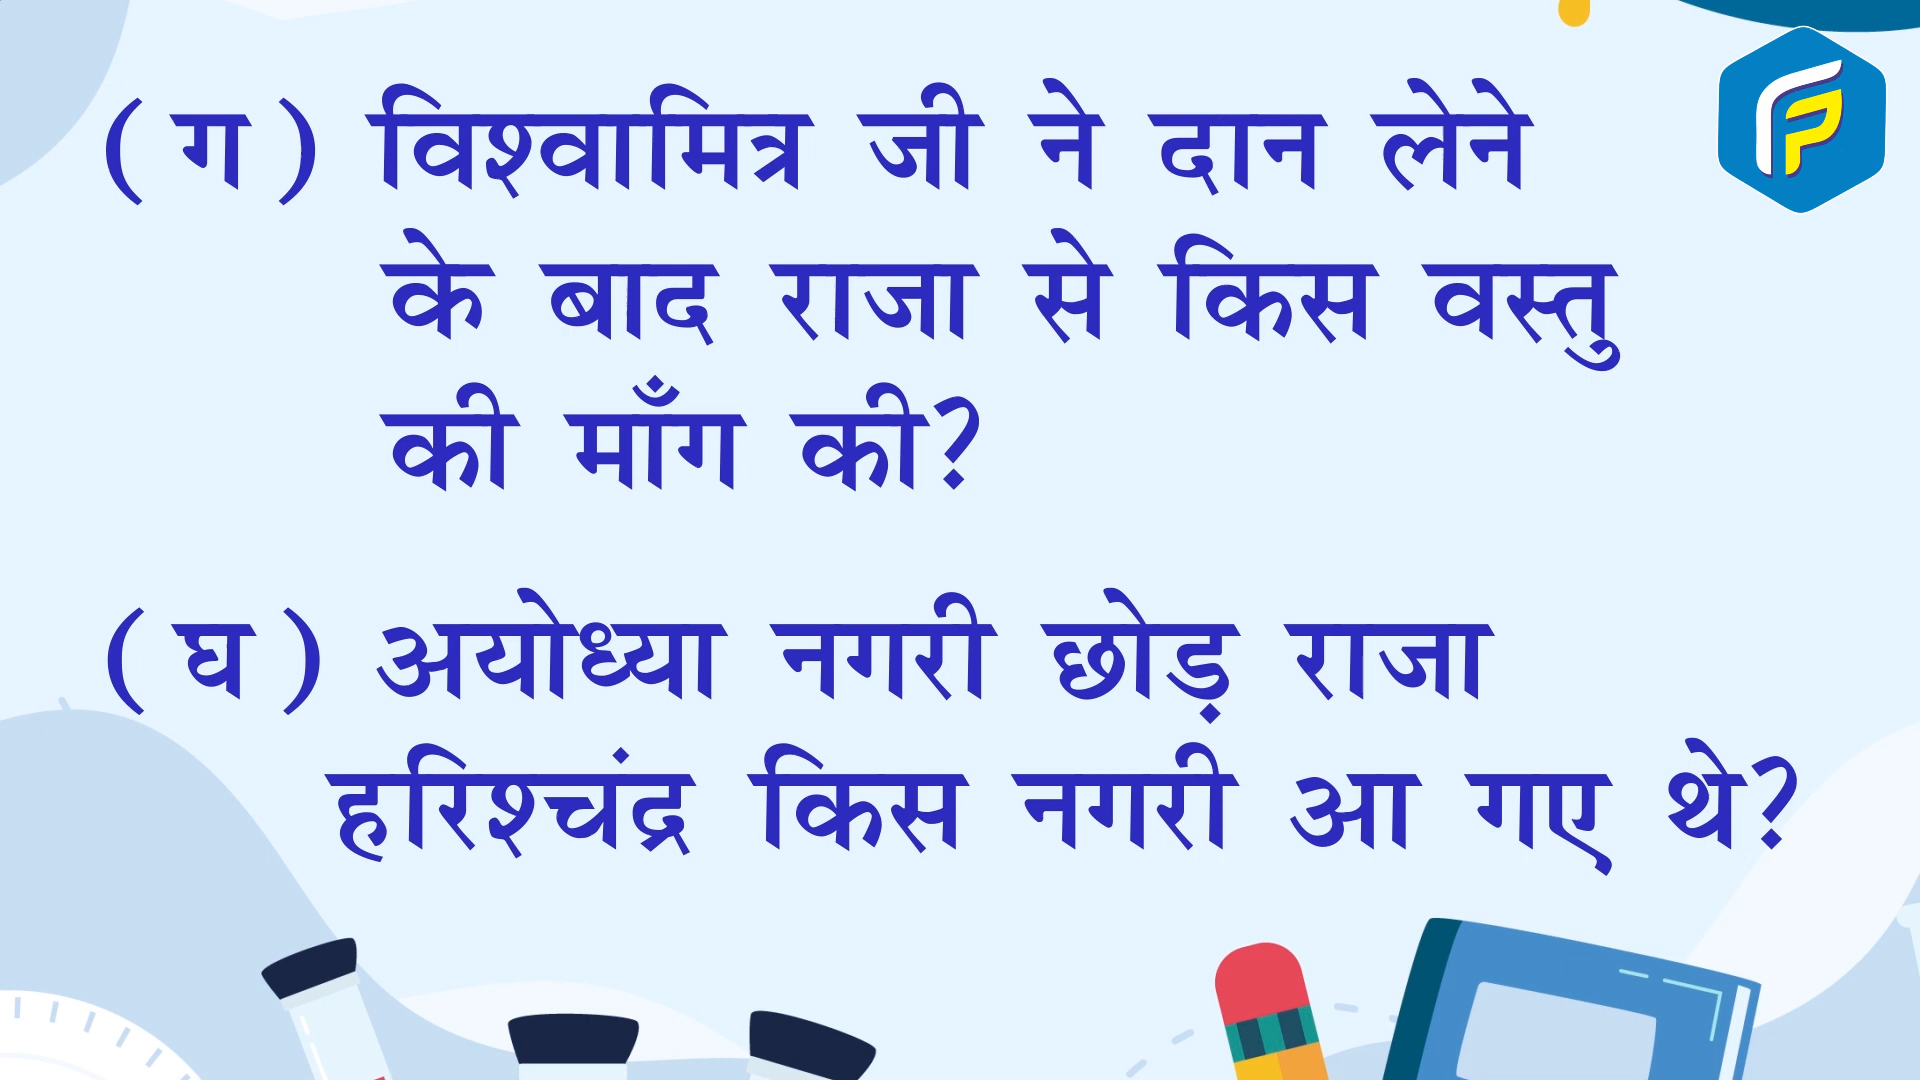 ( ग ) विश्वामित्र जी ने दान लेने
के बाद राजा से किस वस्तु
की माँग की?
( घ ) अयोध्या नगरी छोड़ राजा
हरिश्चंद्र किस नगरी आ गए थे?